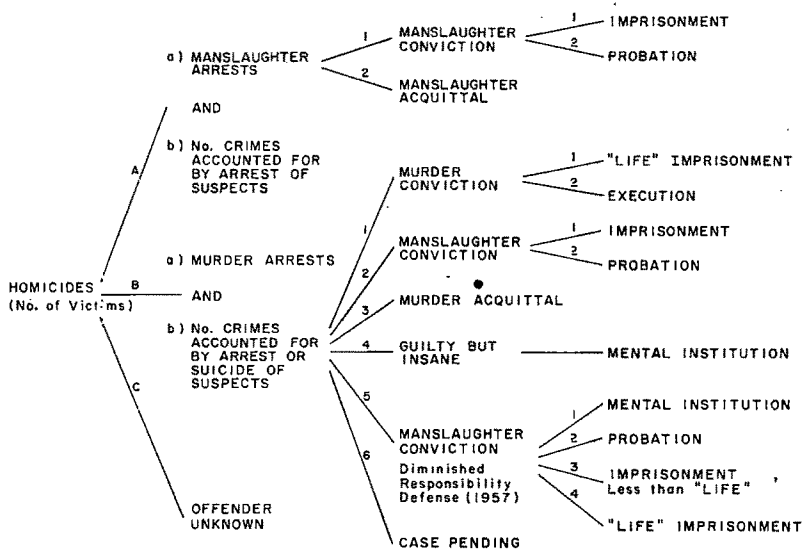 HOMICIDES
(No. of Victims)
A
B
C
a) MANSLAUGHTER
ARRESTS
AND
b) No. CRIMES
ACCOUNTED FOR
BY ARREST OF
SUSPECTS
1
2
MANSLAUGHTER
CONVICTION
MANSLAUGHTER
ACQUITTAL
1
2
IMPRISONMENT
PROBATION
a) MURDER ARRESTS
AND
b) No. CRIMES
ACCOUNTED FOR
BY ARREST OR
SUICIDE OF
SUSPECTS
1
2
3
4
5
6
MURDER
CONVICTION
1
2
"LIFE" IMPRISONMENT
EXECUTION
MANSLAUGHTER
CONVICTION
1
2
IMPRISONMENT
PROBATION
MURDER ACQUITTAL
GUILTY BUT
INSANE
MENTAL INSTITUTION
MANSLAUGHTER
CONVICTION
Diminished
Responsibility
Defense (1957)
1
2
3
4
MENTAL INSTITUTION
PROBATION
IMPRISONMENT
Less than "LIFE"
"LIFE" IMPRISONMENT
CASE PENDING
OFFENDER
UNKNOWN